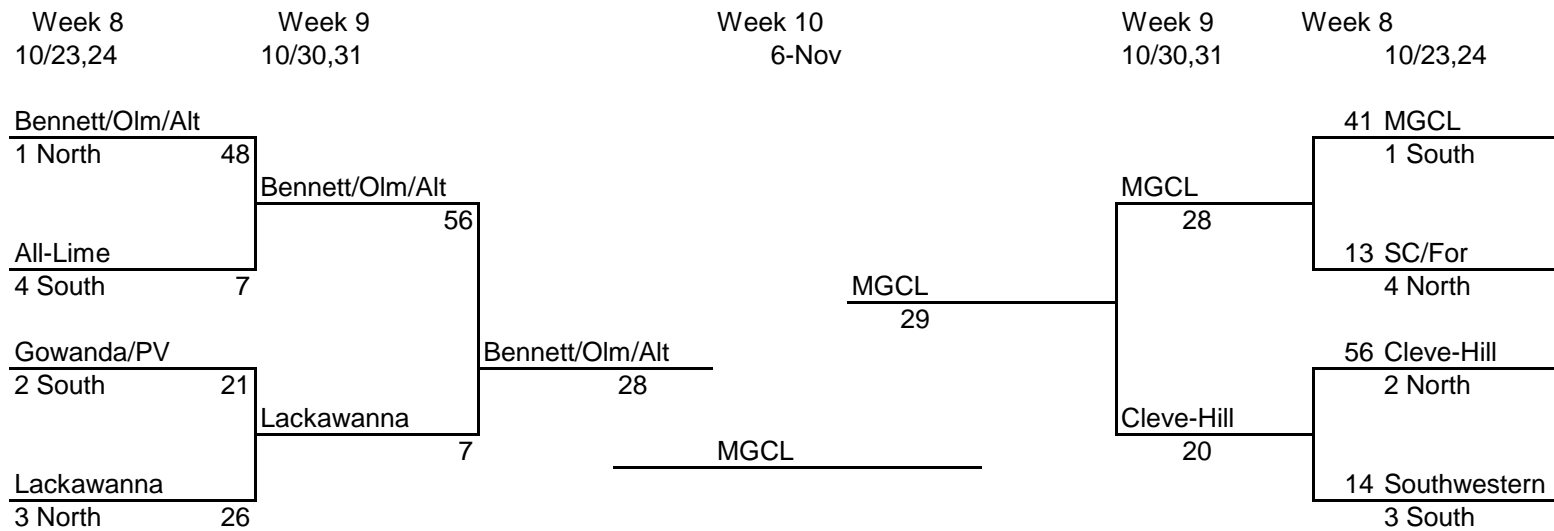 Week 8 Week 9 Week 10 Week 9 Week 8
10/23,24 10/30,31 6-Nov 10/30,31 10/23,24
Bennett/Olm/Alt 41 MGCL
1 North 48 1 South
Bennett/Olm/Alt MGCL
56 28
All-Lime 13 SC/For
4 South 7 MGCL 4 North
29
Gowanda/PV Bennett/Olm/Alt 56 Cleve-Hill
2 South 21 28 2 North
Lackawanna Cleve-Hill
7 MGCL 20
Lackawanna 14 Southwestern
3 North 26 3 South